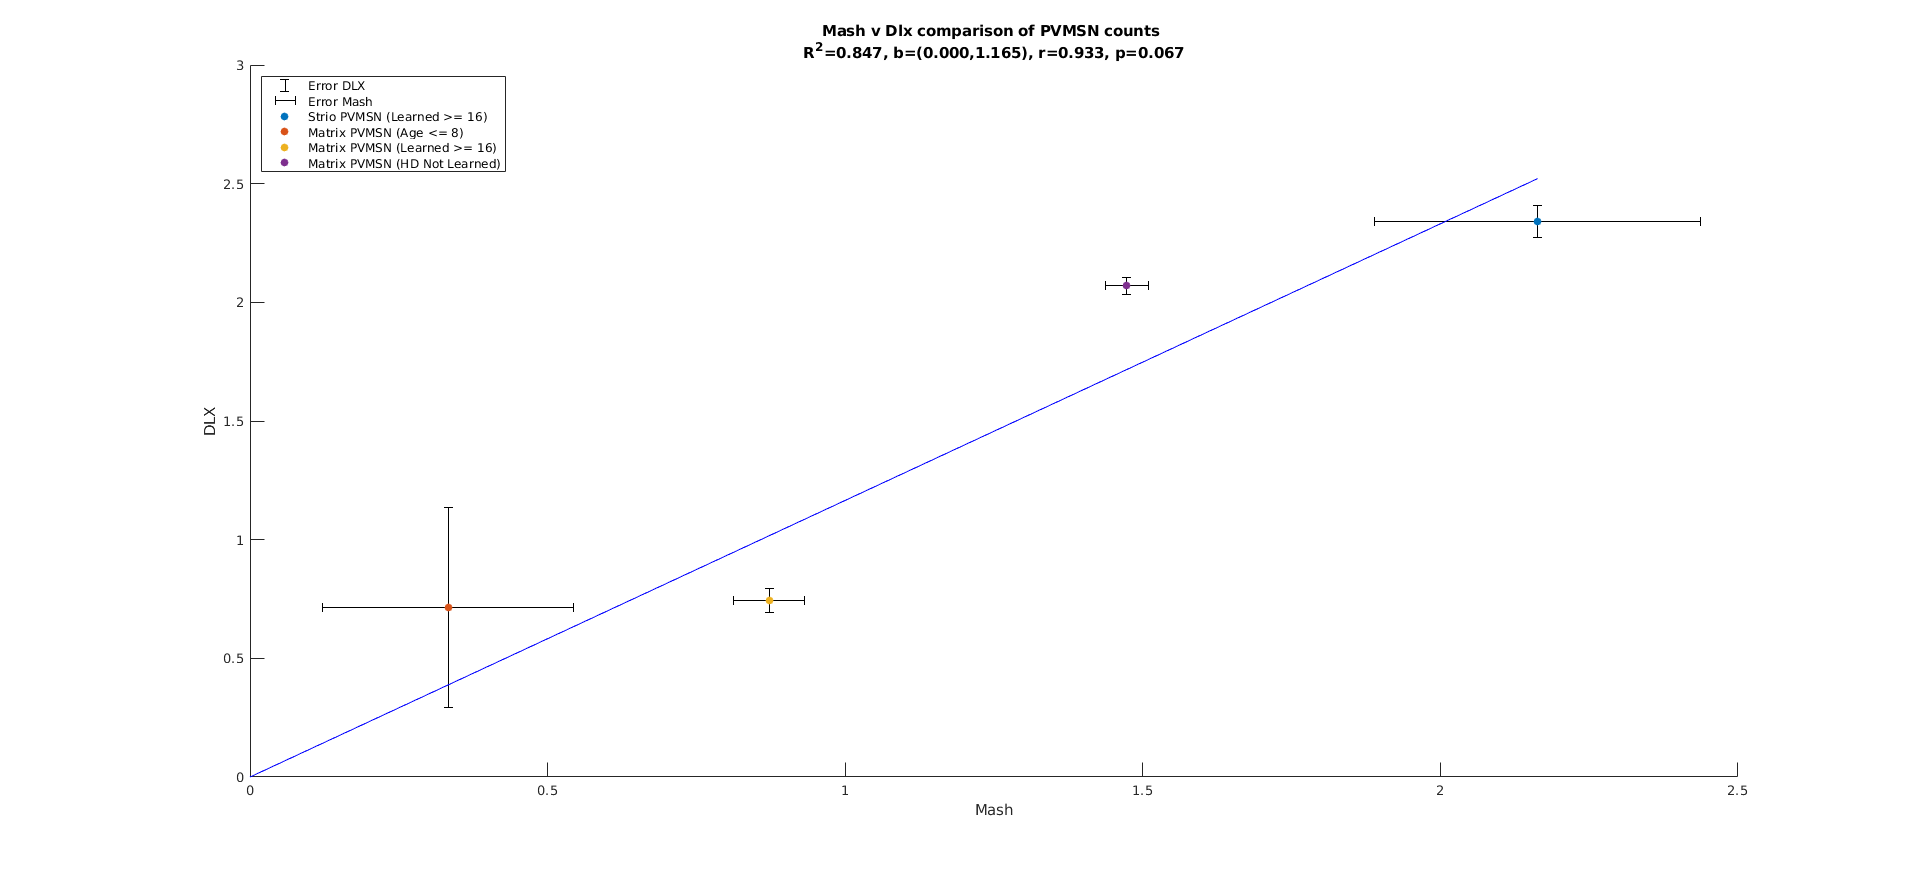 Mash v Dlx comparison of PVMSN counts
R²=0.847, b=(0.000,1.165), r=0.933, p=0.067
3
Error DLX
Error Mash
Strio PVMSN (Learned >= 16)
Matrix PVMSN (Age <= 8)
Matrix PVMSN (Learned >= 16)
Matrix PVMSN (HD Not Learned)
2.5
2
1.5
DLX
1
0.5
0
0 0.5 1 1.5 2 2.5
Mash